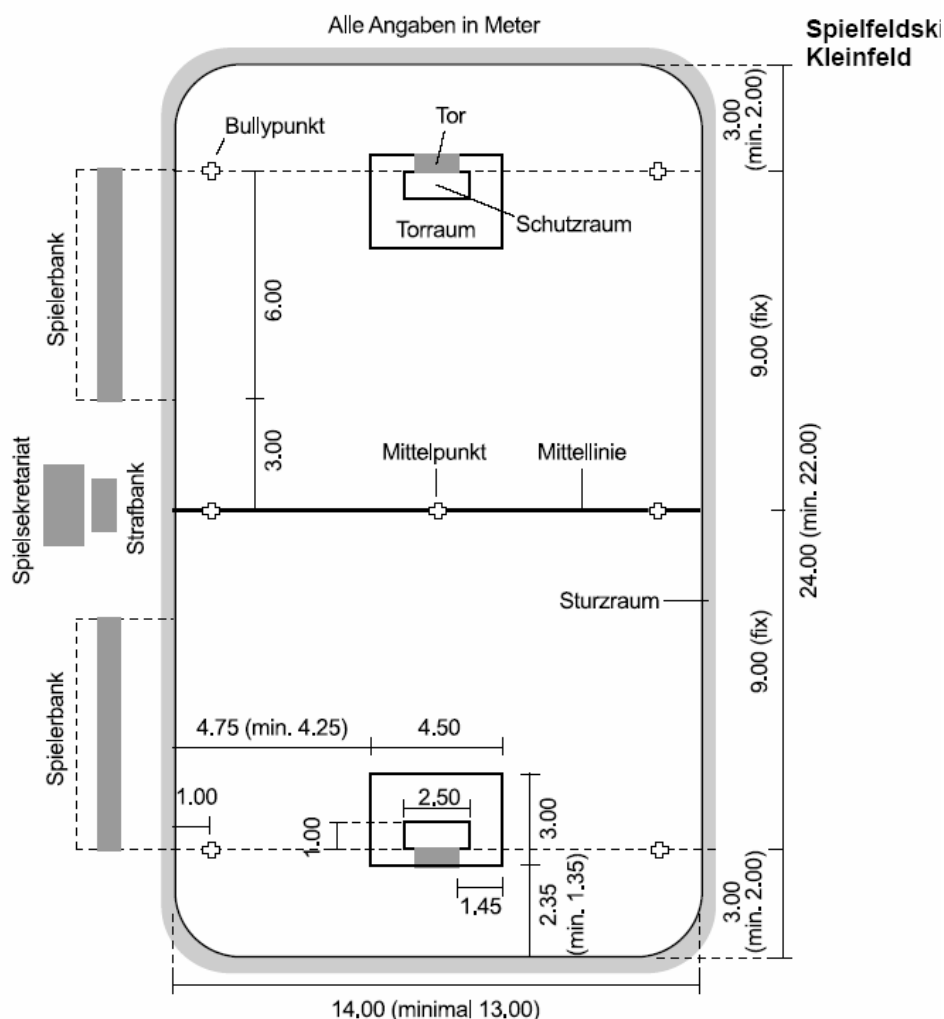 Alle Angaben in Meter
Spielfeldski
Kleinfeld
3.00
(min. 2.00)
Bullypunkt
Tor
Schutzraum
Torraum
Spielerbank
6.00
9.00 (fix)
3.00
Mittelpunkt
Mittellinie
Spielsekretariat
Strafbank
24.00 (min. 22.00)
Sturzraum
9.00 (fix)
Spielerbank
4.75 (min. 4.25)
4.50
1.00
2.50
1.00
3.00
1.45
2.35
(min. 1.35)
3.00
(min. 2.00)
14,00 (minimal 13,00)